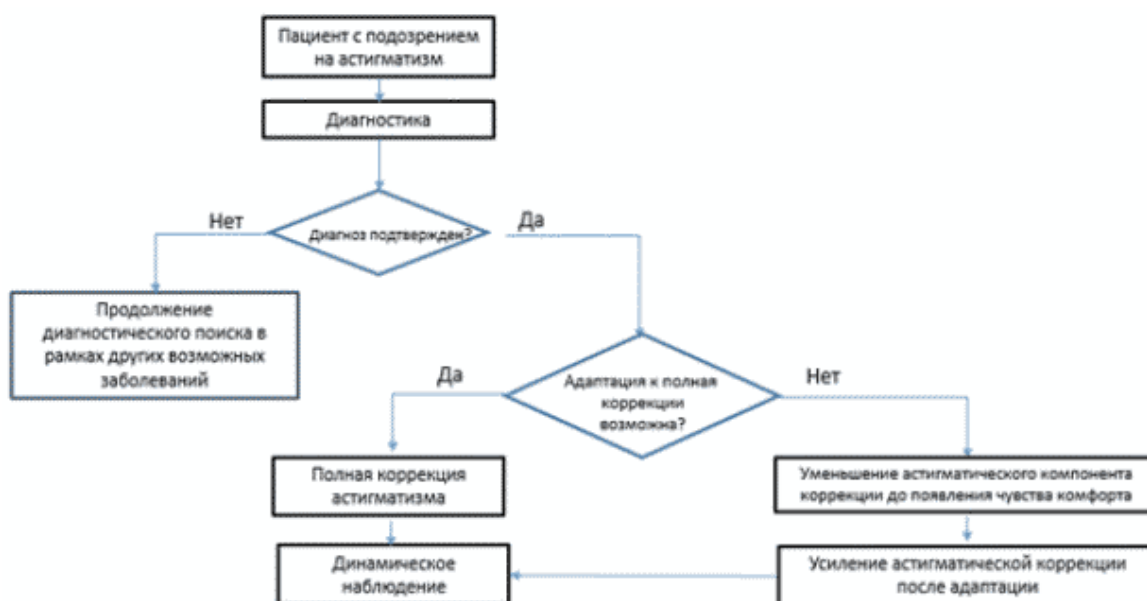 Пациент с подозрением
на астигматизм
Диагностика
Нет
Да
Диагноз подтвержден?
Продолжение
диагностического поиска в
рамках других возможных
заболеваний
Да
Адаптация к полная
коррекции
возможна?
Нет
Полная коррекция
астигматизма
Уменьшение астигматического компонента
коррекции до появления чувства комфорта
Динамическое
наблюдение
Усиление астигматической коррекции
после адаптации